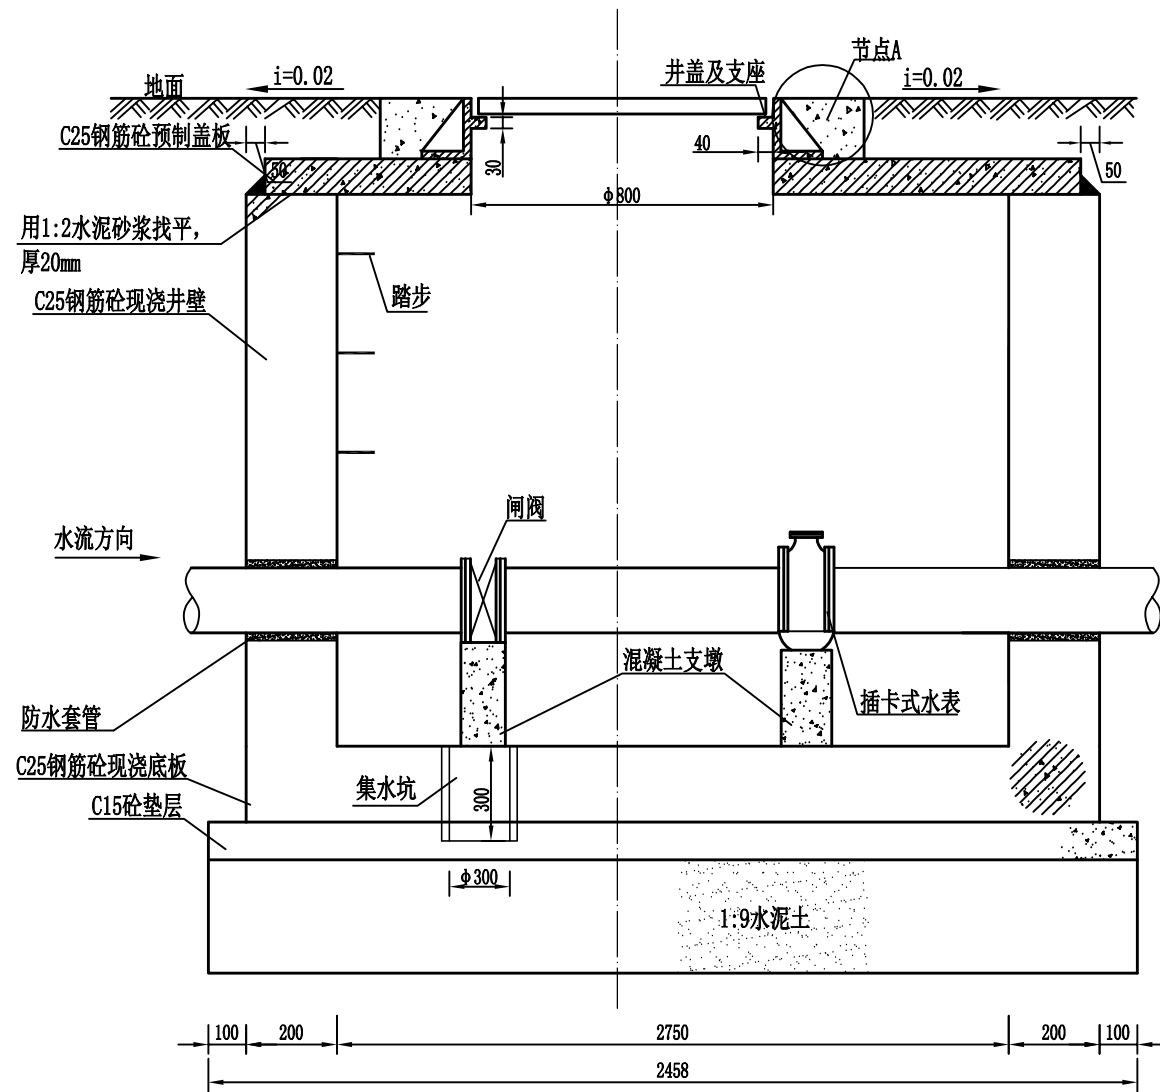 节点A
井盖及支座
i=0.02
i=0.02
地面
C25钢筋砼预制盖板
50
30
40
50
φ800
用1:2水泥砂浆找平，
厚20mm
C25钢筋砼现浇井壁
踏步
闸阀
水流方向
混凝土支墩
插卡式水表
防水套管
C25钢筋砼现浇底板
集水坑
300
C15砼垫层
φ300
1:9水泥土
100
200
2750
200
100
2458